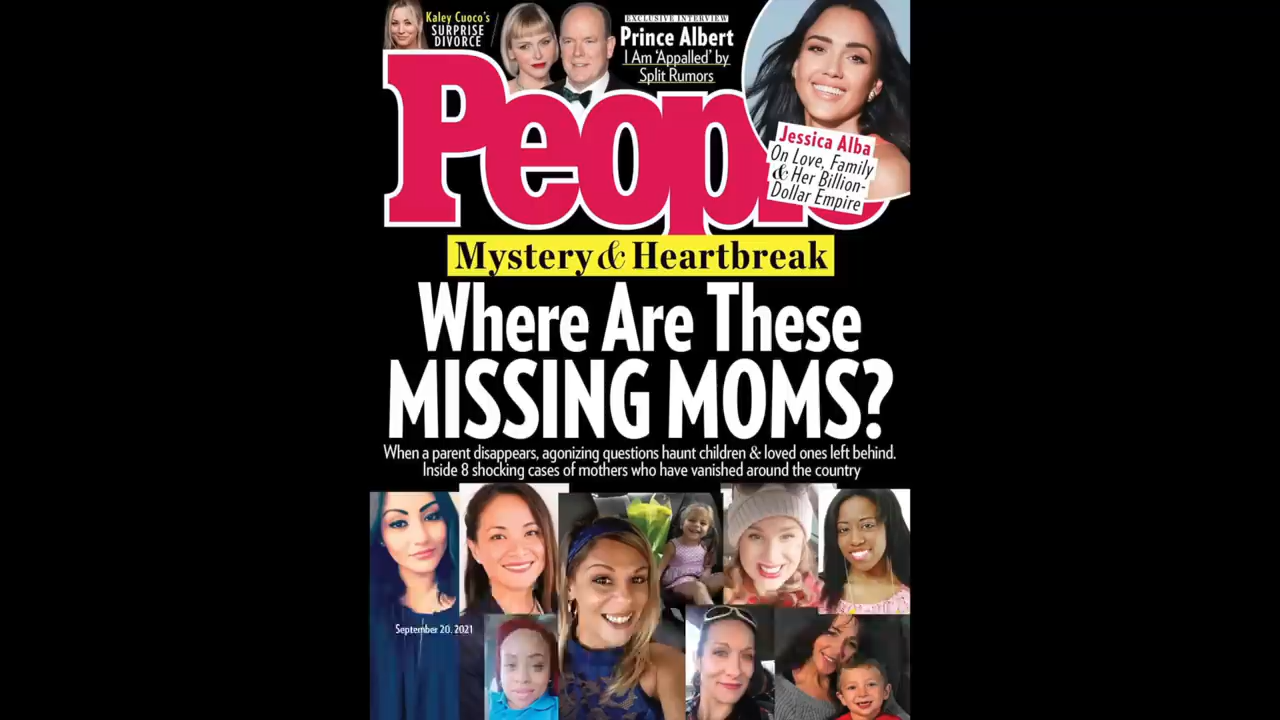 Kaley Cuoco's
SURPRISE
DIVORCE
EXCLUSIVE INTERVIEW
Prince Albert
I Am 'Appalled' by
Split Rumors
People
Jessica Alba
On Love, Family
& Her Billion-
Dollar Empire
Mystery & Heartbreak
Where Are These
MISSING MOMS?
When a parent disappears, agonizing questions haunt children & loved ones left behind.
Inside 8 shocking cases of mothers who have vanished around the country
September 20, 2021